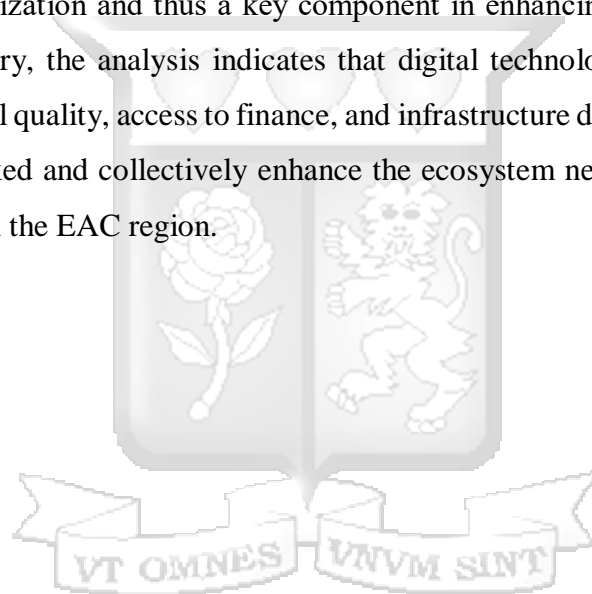 ization and thus a key component in enhancin
ry, the analysis indicates that digital technolo
l quality, access to finance, and infrastructure d
ked and collectively enhance the ecosystem ne
the EAC region.
VT OMNES VNVM SINT